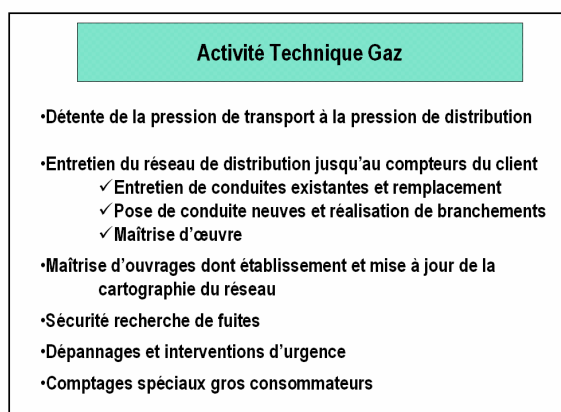 Activité Technique Gaz
•Détente de la pression de transport à la pression de distribution
•Entretien du réseau de distribution jusqu'au compteurs du client
✓Entretien de conduites existantes et remplacement
✓Pose de conduite neuves et réalisation de branchements
✓Maîtrise d'œuvre
•Maîtrise d'ouvrages dont établissement et mise à jour de la
cartographie du réseau
•Sécurité recherche de fuites
•Dépannages et interventions d'urgence
•Comptages spéciaux gros consommateurs